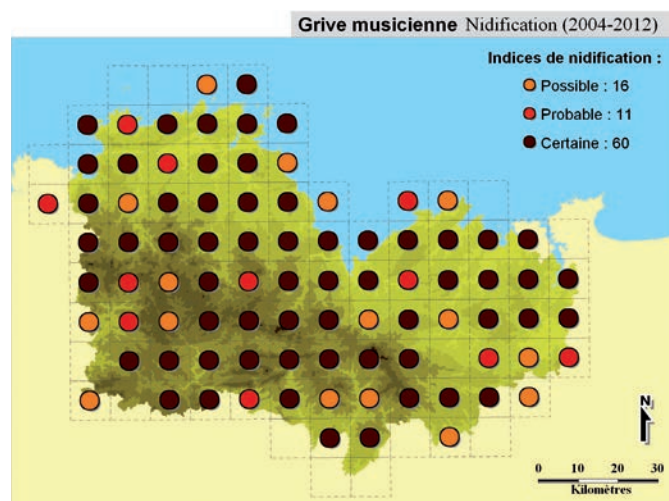 Grive musicienne Nidification (2004-2012)
Indices de nidification :
Possible : 16
Probable : 11
Certaine : 60
N
0 10 20 30
Kilomètres